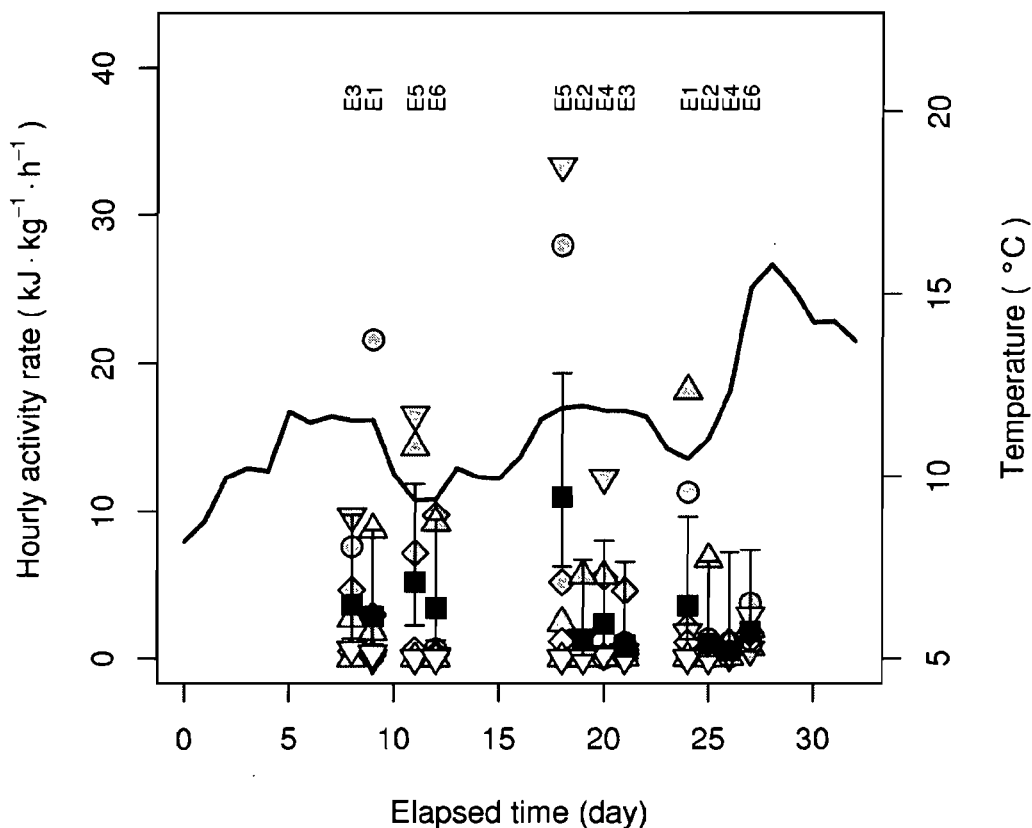 40
30
20
10
0
Hourly activity rate ( kJ · kg⁻¹ · h⁻¹ )
E3 E1 E5 E6 E5 E2 E4 E3 E1 E2 E4 E6
20
15
10
5
Temperature ( °C )
0 5 10 15 20 25 30
Elapsed time (day)